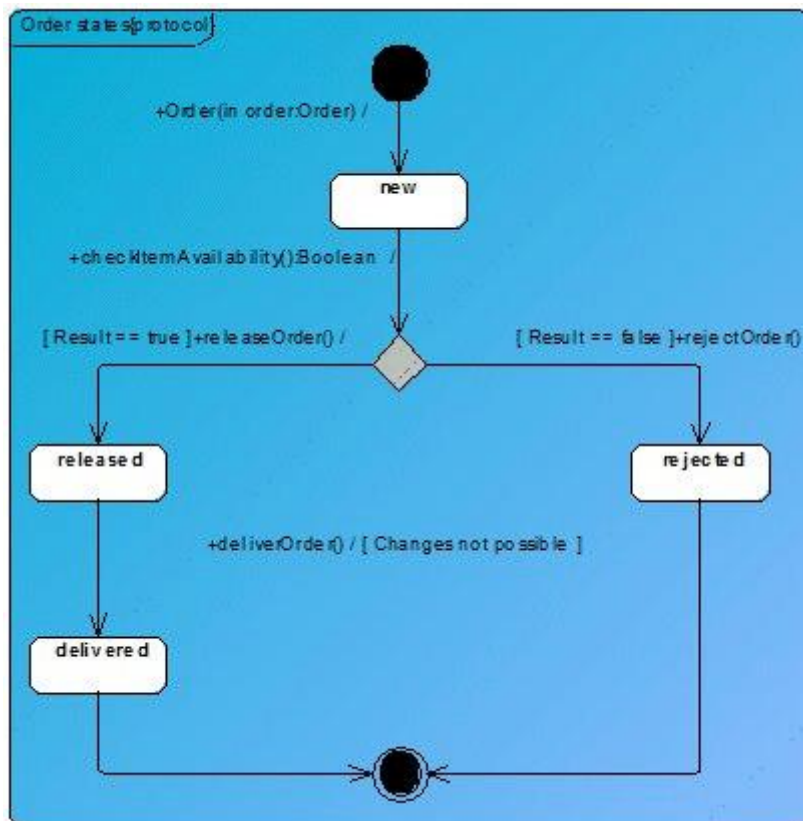 Order states{protocol}
+Order(in order:Order) /
new
+checkItemAvailability():Boolean /
[ Result == true ]+releaseOrder() /
[ Result == false ]+rejectOrder()
released
rejected
+deliverOrder() / [ Changes not possible ]
delivered